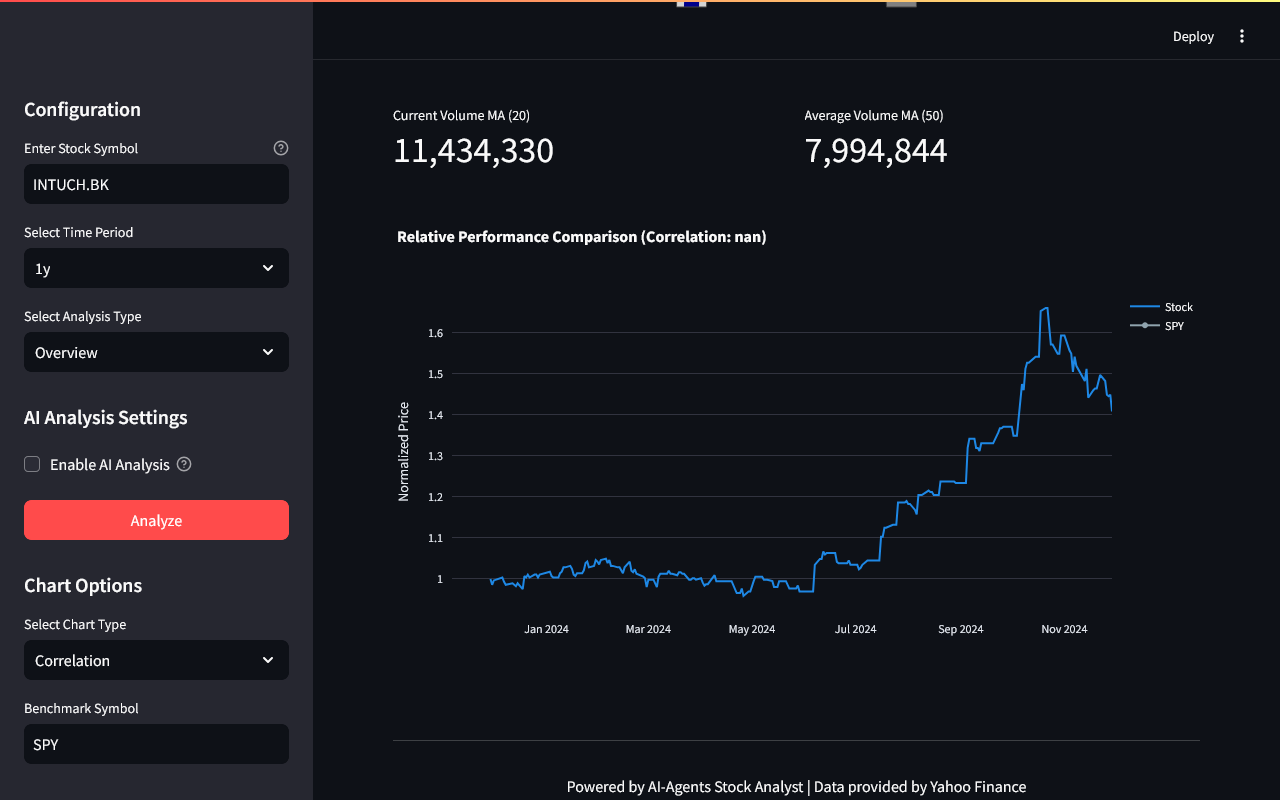 Deploy
Configuration
Enter Stock Symbol
INTUCH.BK
Select Time Period
1y
Select Analysis Type
Overview
AI Analysis Settings
Enable AI Analysis
Analyze
Chart Options
Select Chart Type
Correlation
Benchmark Symbol
SPY
Current Volume MA (20)
11,434,330
Average Volume MA (50)
7,994,844
Relative Performance Comparison (Correlation: nan)
Stock
SPY
Normalized Price
1.6
1.5
1.4
1.3
1.2
1.1
1
Jan 2024 Mar 2024 May 2024 Jul 2024 Sep 2024 Nov 2024
Powered by AI-Agents Stock Analyst | Data provided by Yahoo Finance